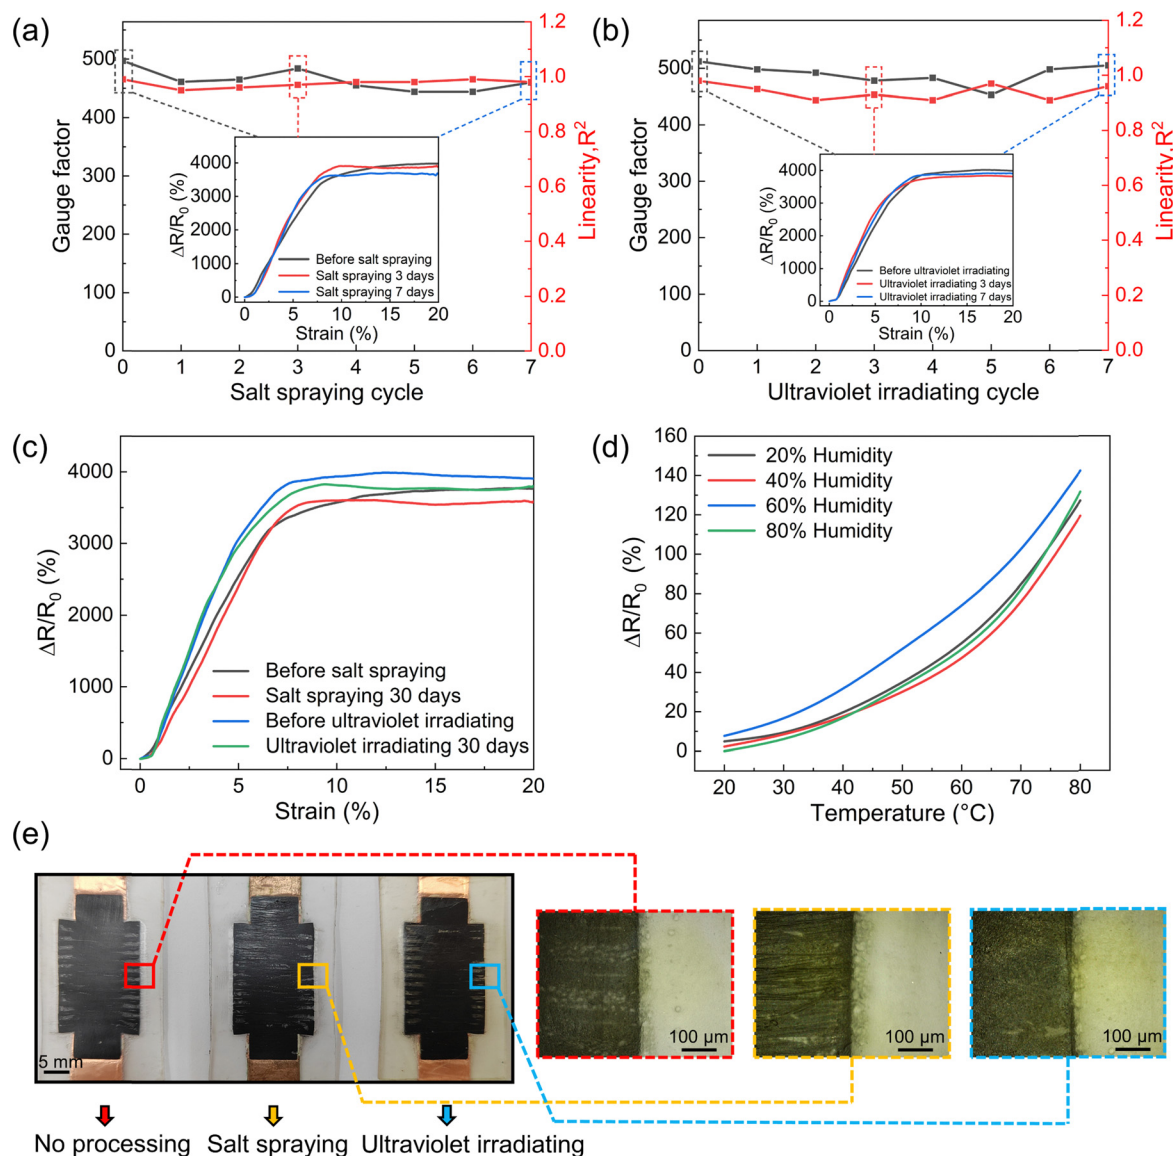 (a)
Gauge factor
500
450
400
350
300
250
200
150
100
50
0
1.2
1.0
0.8
0.6
0.4
0.2
0.0
Linearity,R²
0 1 2 3 4 5 6 7
Salt spraying cycle
ΔR/R₀ (%)
4000
3000
2000
1000
0
Before salt spraying
Salt spraying 3 days
Salt spraying 7 days
0 5 10 15 20
Strain (%)
(b)
Gauge factor
500
400
300
200
100
0
1.2
1.0
0.8
0.6
0.4
0.2
0.0
Linearity,R²
0 1 2 3 4 5 6 7
Ultraviolet irradiating cycle
ΔR/R₀ (%)
4000
3000
2000
1000
0
Before ultraviolet irradiating
Ultraviolet irradiating 3 days
Ultraviolet irradiating 7 days
0 5 10 15 20
Strain (%)
(c)
ΔR/R₀ (%)
4000
3000
2000
1000
0
Before salt spraying
Salt spraying 30 days
Before ultraviolet irradiating
Ultraviolet irradiating 30 days
0 5 10 15 20
Strain (%)
(d)
ΔR/R₀ (%)
160
140
120
100
80
60
40
20
0
20% Humidity
40% Humidity
60% Humidity
80% Humidity
20 30 40 50 60 70 80
Temperature (°C)
(e)
5 mm
100 μm
100 μm
100 μm
No processing
Salt spraying
Ultraviolet irradiating